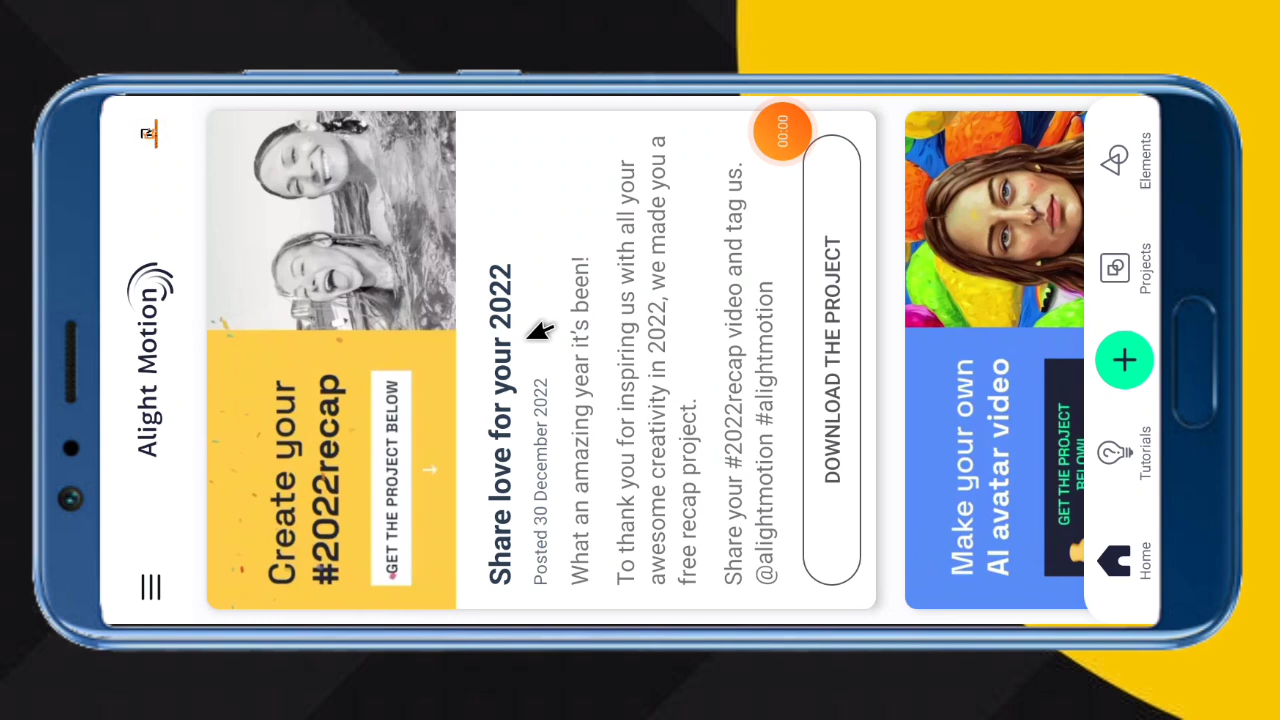 Alight Motion
Create your
#2022recap
GET THE PROJECT BELOW
Share love for your 2022
Posted 30 December 2022
What an amazing year it's been!
To thank you for inspiring us with all your
awesome creativity in 2022, we made you a
free recap project.
Share your #2022recap video and tag us.
@alightmotion #alightmotion
00:00
DOWNLOAD THE PROJECT
Make your own
AI avatar video
GET THE PROJECT
BELOW
Home
Tutorials
Projects
Elements